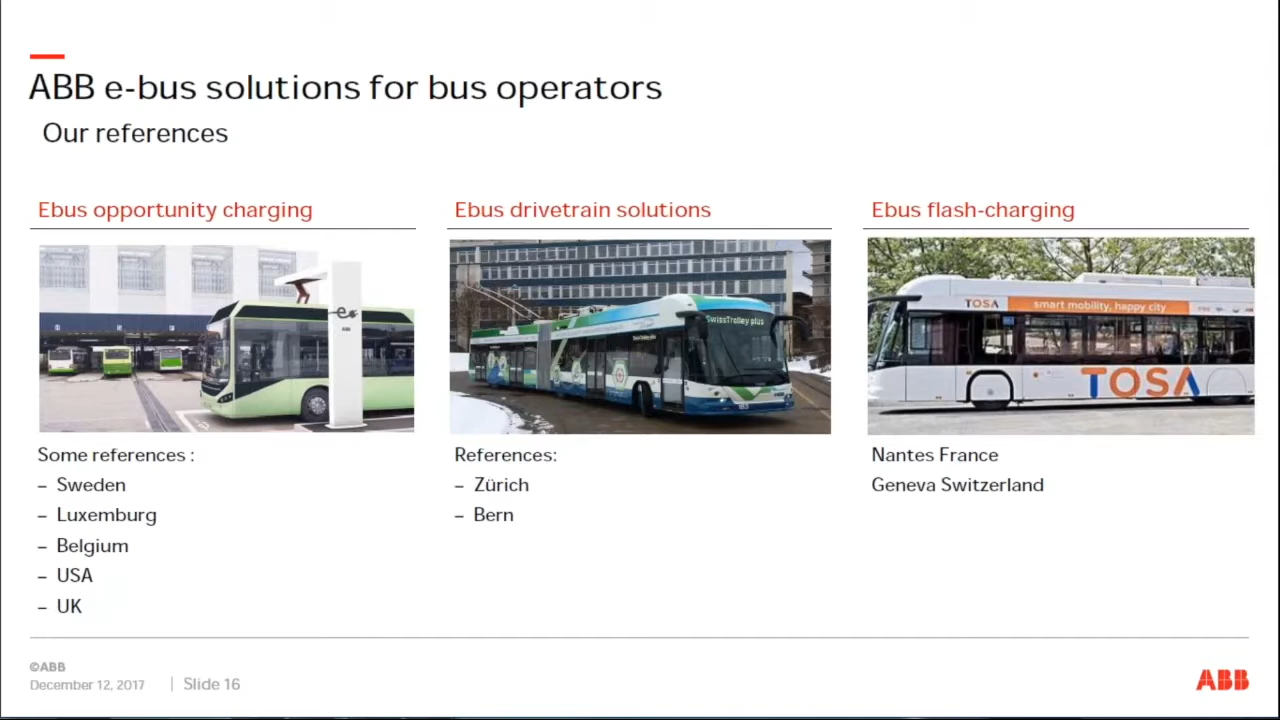 ABB e-bus solutions for bus operators
Our references
Ebus opportunity charging
Ebus drivetrain solutions
Ebus flash-charging
e
ABB
SwissTrolley plus
TOSA
smart mobility, happy city
TOSA
Some references :
– Sweden
– Luxemburg
– Belgium
– USA
– UK
References:
– Zürich
– Bern
Nantes France
Geneva Switzerland
©ABB
December 12, 2017
Slide 16
ABB